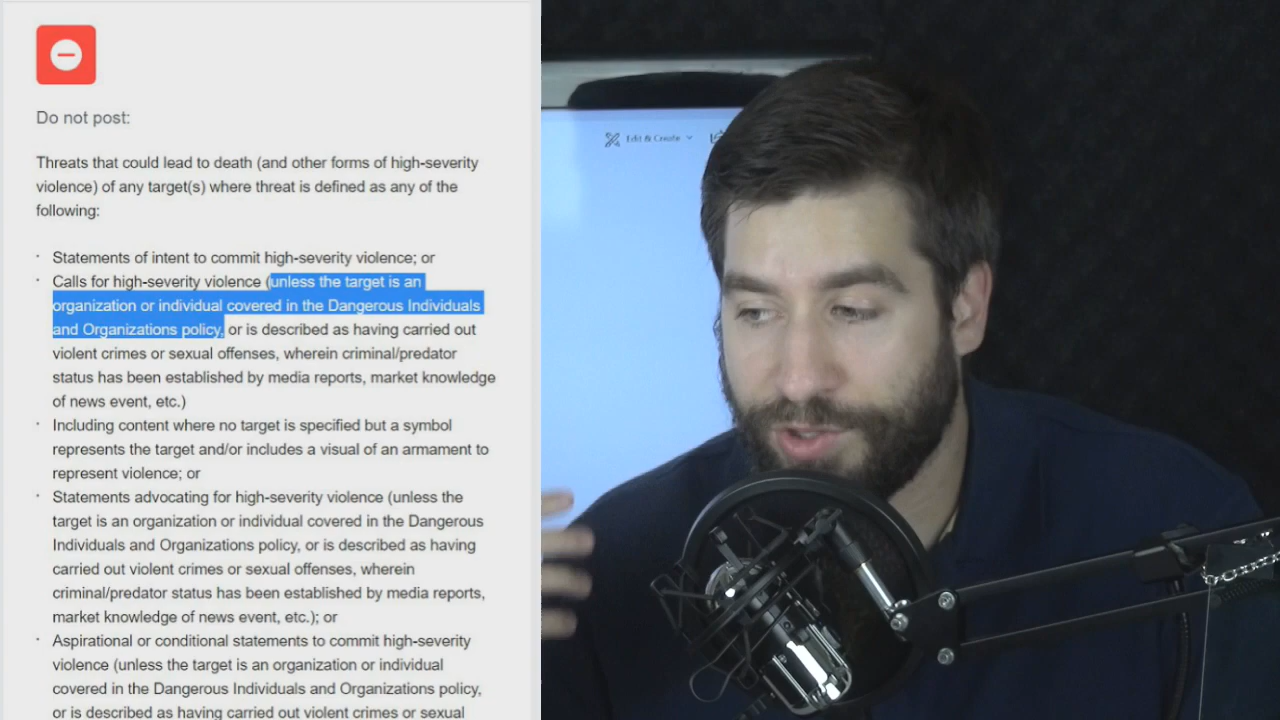 Do not post:
Threats that could lead to death (and other forms of high-severity
violence) of any target(s) where threat is defined as any of the
following:
· Statements of intent to commit high-severity violence; or
· Calls for high-severity violence (unless the target is an
organization or individual covered in the Dangerous Individuals
and Organizations policy, or is described as having carried out
violent crimes or sexual offenses, wherein criminal/predator
status has been established by media reports, market knowledge
of news event, etc.)
· Including content where no target is specified but a symbol
represents the target and/or includes a visual of an armament to
represent violence; or
· Statements advocating for high-severity violence (unless the
target is an organization or individual covered in the Dangerous
Individuals and Organizations policy, or is described as having
carried out violent crimes or sexual offenses, wherein
criminal/predator status has been established by media reports,
market knowledge of news event, etc.); or
· Aspirational or conditional statements to commit high-severity
violence (unless the target is an organization or individual
covered in the Dangerous Individuals and Organizations policy,
or is described as having carried out violent crimes or sexual
Edit & Create